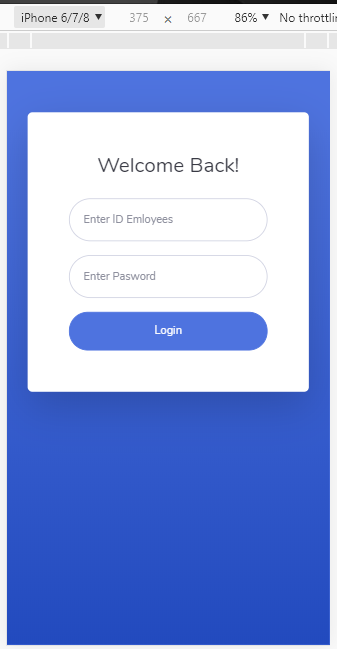 iPhone 6/7/8 ▼ 375 × 667 86% ▼ No throttlin
Welcome Back!
Enter ID Emloyees
Enter Pasword
Login